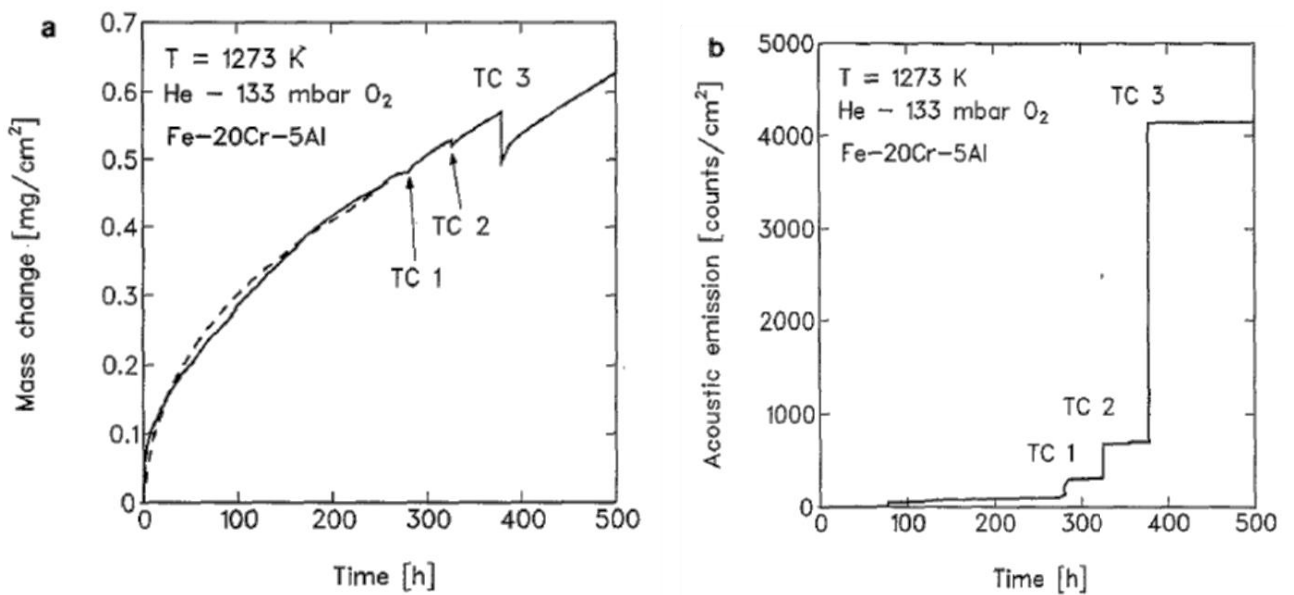 a
0.7
0.6
0.5
0.4
0.3
0.2
0.1
0
Mass change [mg/cm²]
T = 1273 K
He – 133 mbar O₂
Fe–20Cr–5Al
TC 3
TC 2
TC 1
0 100 200 300 400 500
Time [h]
b
5000
4000
3000
2000
1000
0
Acoustic emission [counts/cm²]
T = 1273 K
He – 133 mbar O₂
Fe–20Cr–5Al
TC 3
TC 2
TC 1
0 100 200 300 400 500
Time [h]